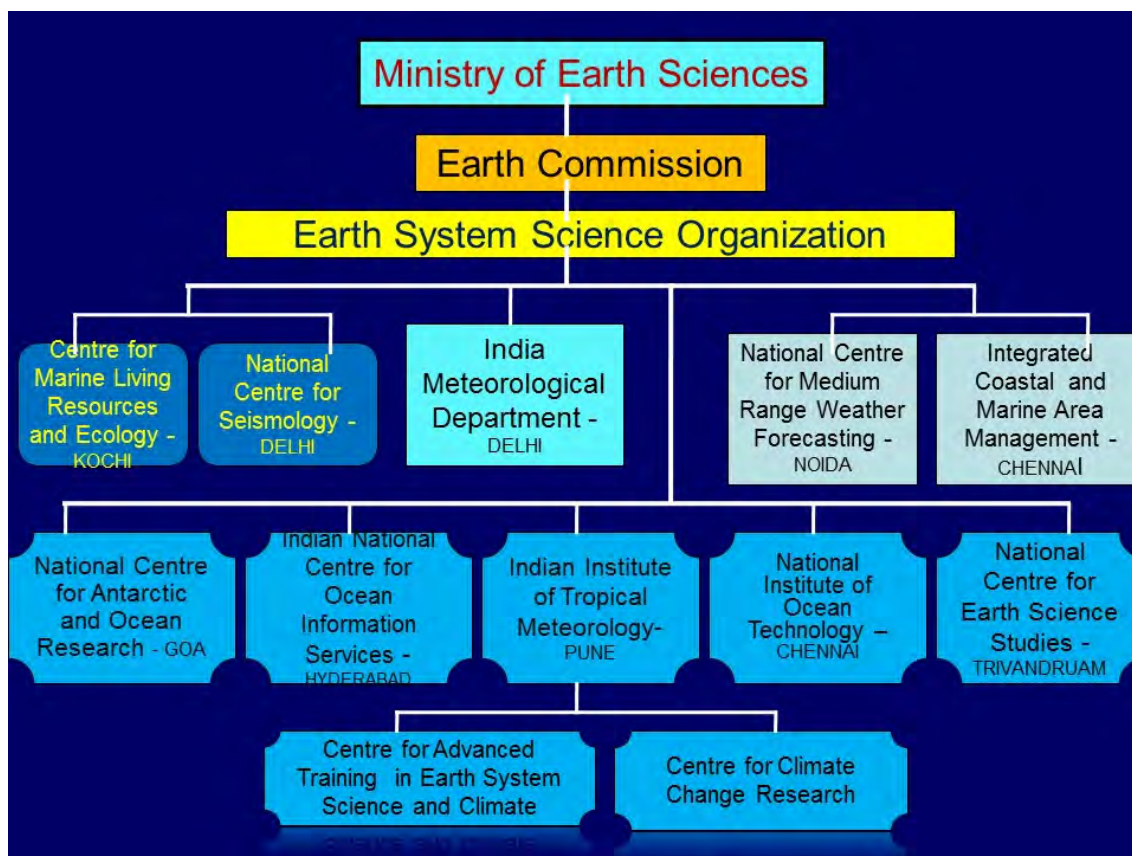 Ministry of Earth Sciences
Earth Commission
Earth System Science Organization
Centre for
Marine Living
Resources
and Ecology -
KOCHI
National
Centre for
Seismology -
DELHI
India
Meteorological
Department -
DELHI
National Centre
for Medium
Range Weather
Forecasting -
NOIDA
Integrated
Coastal and
Marine Area
Management -
CHENNAI
National Centre
for Antarctic
and Ocean
Research - GOA
Indian National
Centre for
Ocean
Information
Services -
HYDERABAD
Indian Institute
of Tropical
Meteorology-
PUNE
National
Institute of
Ocean
Technology –
CHENNAI
National
Centre for
Earth Science
Studies -
TRIVANDRUAM
Centre for Advanced
Training in Earth System
Science and Climate
Centre for Climate
Change Research